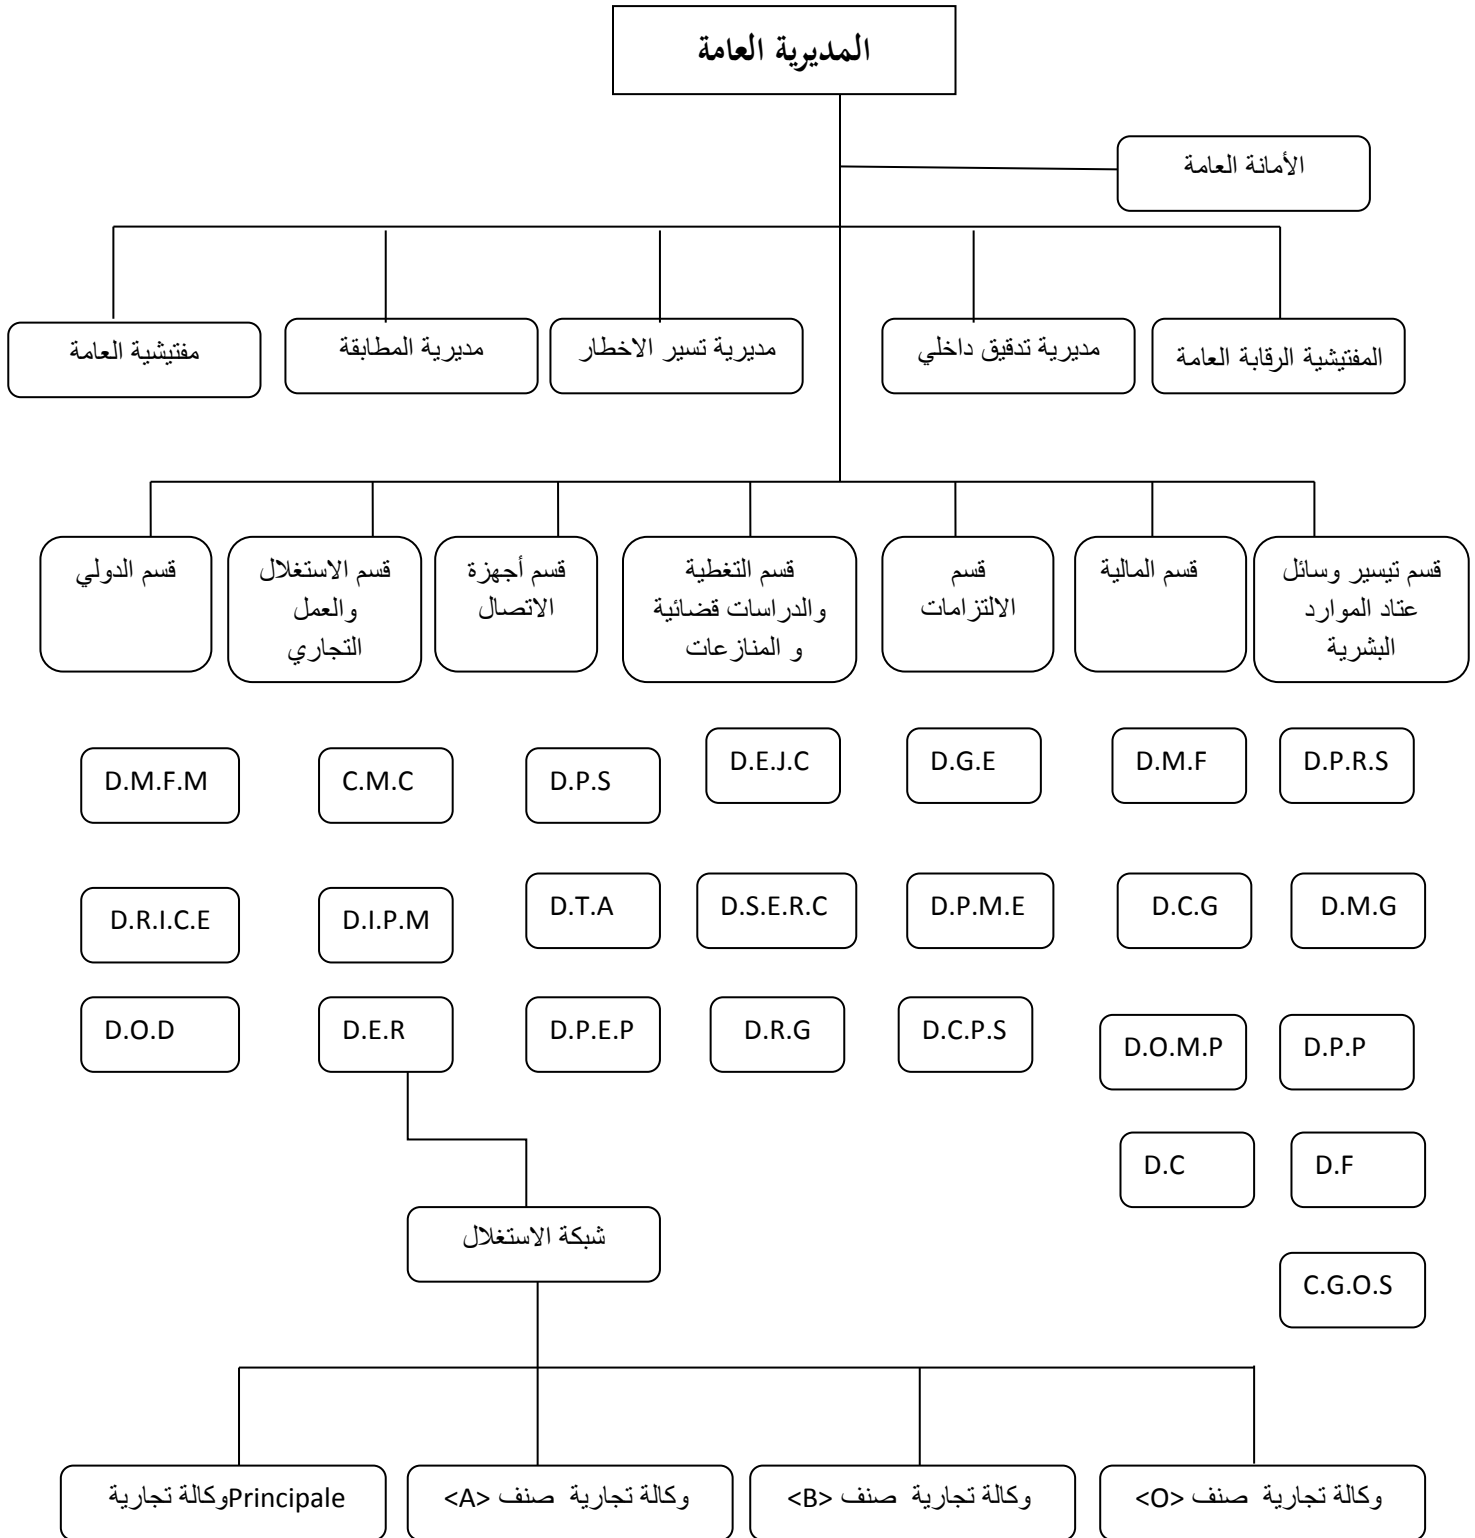 المديرية العامة
الأمانة العامة
المفتيشية الرقابة العامة
مديرية تدقيق داخلي
مديرية تسير الاخطار
مديرية المطابقة
مفتيشية العامة
قسم تيسير وسائل
عتاد الموارد
البشرية
قسم المالية
قسم
الالتزامات
قسم التغطية
والدراسات قضائية
و المنازعات
قسم أجهزة
الاتصال
قسم الاستغلال
والعمل
التجاري
قسم الدولي
D.P.R.S
D.M.F
D.G.E
D.E.J.C
D.P.S
C.M.C
D.M.F.M
D.M.G
D.C.G
D.P.M.E
D.S.E.R.C
D.T.A
D.I.P.M
D.R.I.C.E
D.P.P
D.O.M.P
D.C.P.S
D.R.G
D.P.E.P
D.E.R
D.O.D
D.F
D.C
شبكة الاستغلال
C.G.O.S
وكالة تجارية صنف <O>
وكالة تجارية صنف <B>
وكالة تجارية صنف <A>
وكالة تجارية Principale